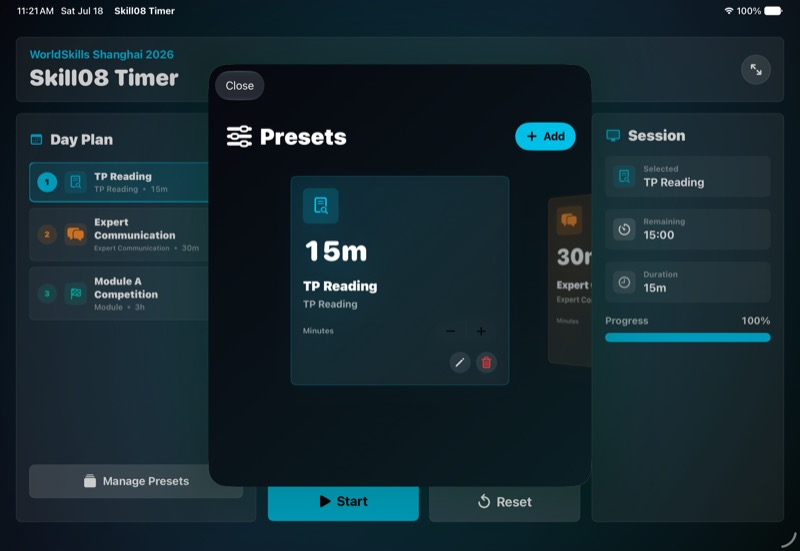 11:21 AM Sat Jul 18 Skill08 Timer
100%
WorldSkills Shanghai 2026
Skill08 Timer
Day Plan
1
TP Reading
TP Reading • 15m
2
Expert
Communication
Expert Communication • 30m
3
Module A
Competition
Module • 3h
Manage Presets
Close
Presets
+ Add
15m
TP Reading
TP Reading
Minutes
− +
30m
Expert
Expert Co
Minutes
Start
Reset
Session
Selected
TP Reading
Remaining
15:00
Duration
15m
Progress
100%